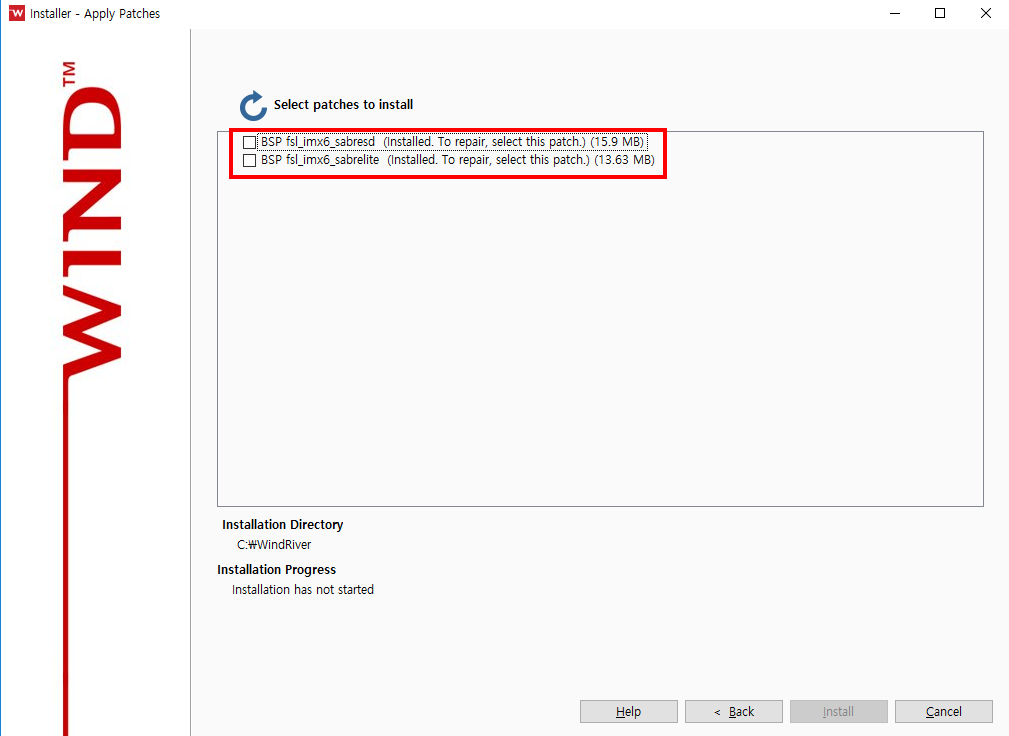 Installer - Apply Patches
WIND™
Select patches to install
BSP fsl_imx6_sabresd (Installed. To repair, select this patch.) (15.9 MB)
BSP fsl_imx6_sabrelite (Installed. To repair, select this patch.) (13.63 MB)
Installation Directory
C:₩WindRiver
Installation Progress
Installation has not started
Help
< Back
Install
Cancel